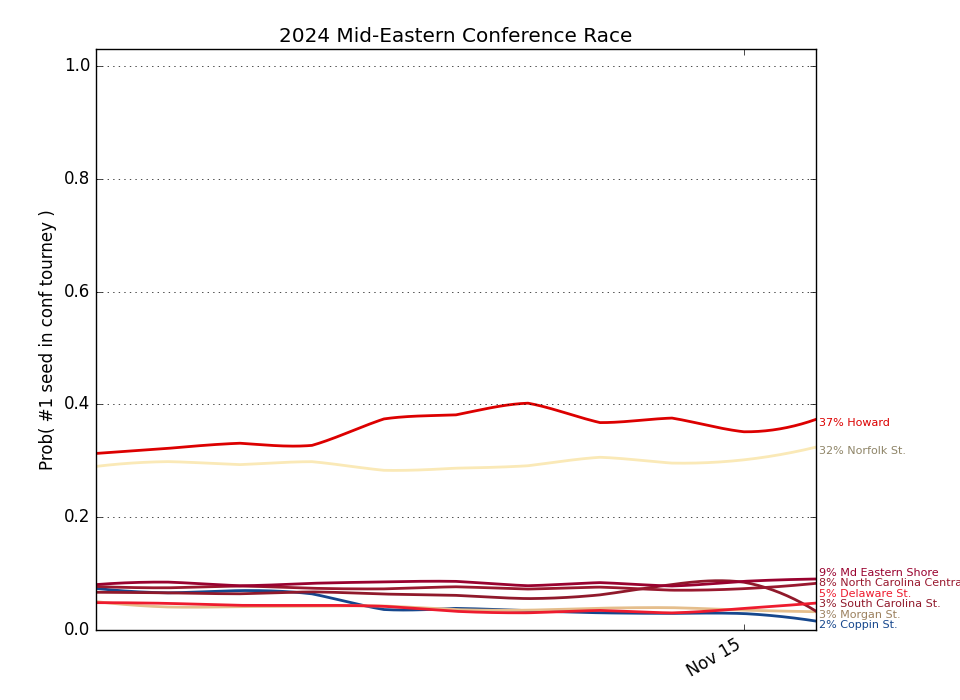 2024 Mid-Eastern Conference Race
Prob( #1 seed in conf tourney )
1.0
0.8
0.6
0.4
0.2
0.0
Nov 15
37% Howard
32% Norfolk St.
9% Md Eastern Shore
8% North Carolina Centra
5% Delaware St.
3% South Carolina St.
3% Morgan St.
2% Coppin St.